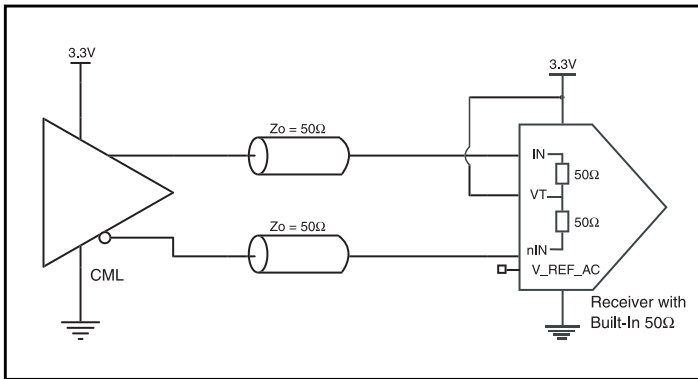 3.3V
3.3V
Zo = 50Ω
IN
50Ω
VT
50Ω
Zo = 50Ω
nIN
V_REF_AC
CML
Receiver with
Built-In 50Ω